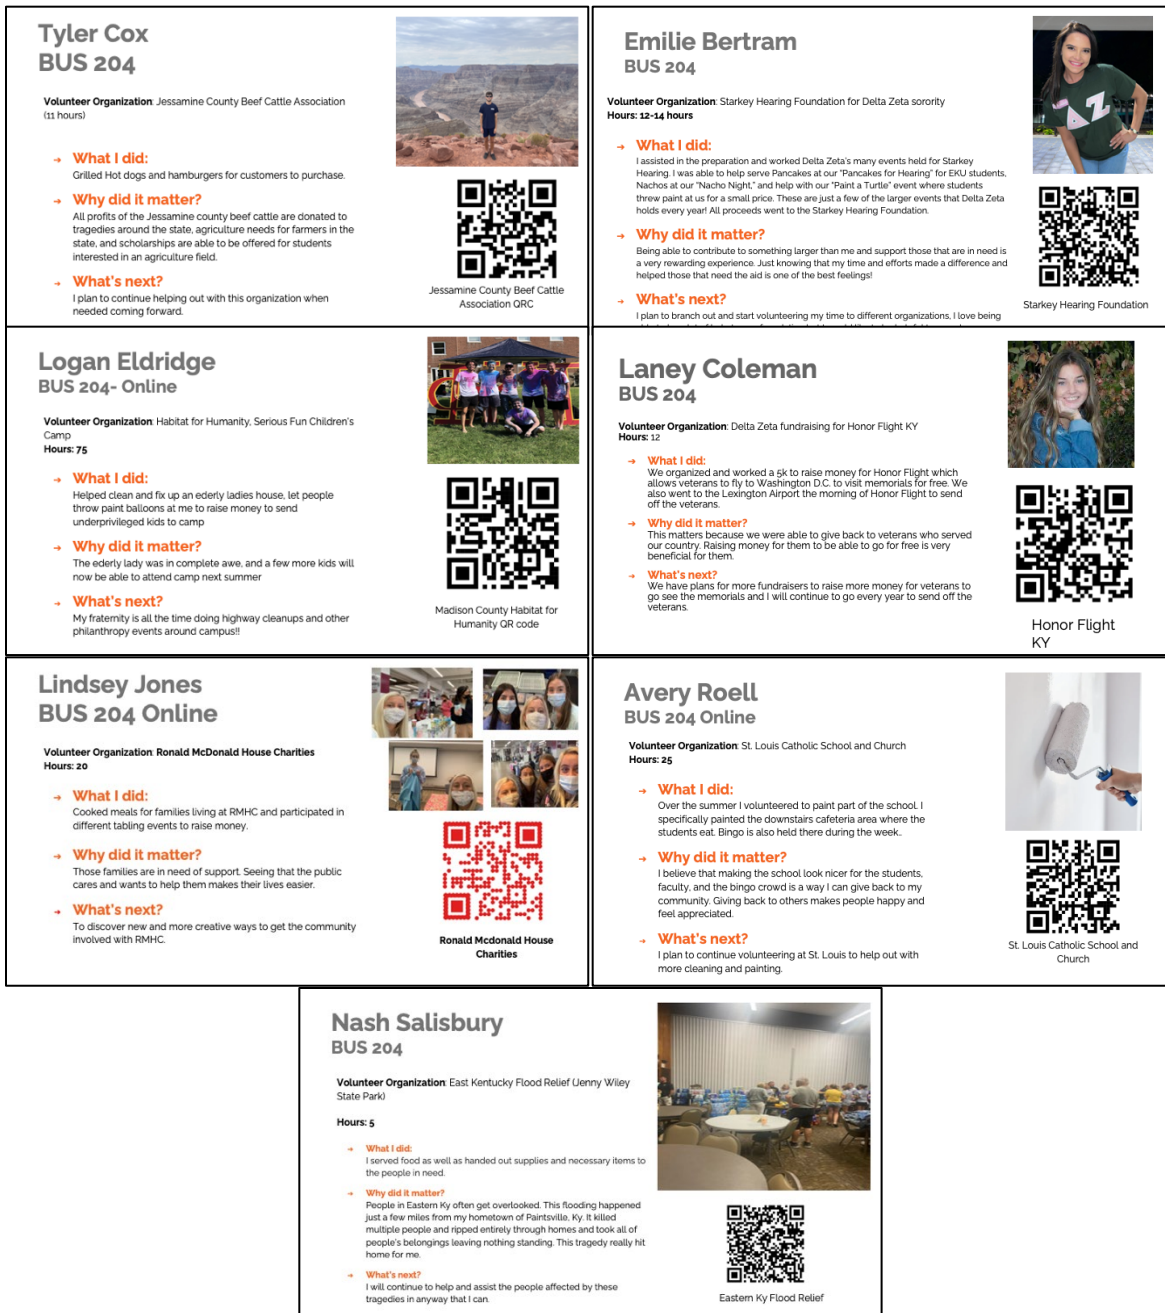 Tyler Cox
BUS 204
Volunteer Organization: Jessamine County Beef Cattle Association
(11 hours)
What I did:
Grilled Hot dogs and hamburgers for customers to purchase.
Why did it matter?
All profits of the Jessamine county beef cattle are donated to
tragedies around the state, agriculture needs for farmers in the
state, and scholarships are able to be offered for students
interested in an agriculture field.
What's next?
I plan to continue helping out with this organization when
needed coming forward.
Jessamine County Beef Cattle
Association QRC
Emilie Bertram
BUS 204
Volunteer Organization: Starkey Hearing Foundation for Delta Zeta sorority
Hours: 12-14 hours
What I did:
I assisted in the preparation and worked Delta Zeta's many events held for Starkey
Hearing. I was able to help serve Pancakes at our "Pancakes for Hearing" for EKU students,
Nachos at our "Nacho Night," and help with our "Paint a Turtle" event where students
threw paint at us for a small price. These are just a few of the larger events that Delta Zeta
holds every year! All proceeds went to the Starkey Hearing Foundation.
Why did it matter?
Being able to contribute to something larger than me and support those that are in need is
a very rewarding experience. Just knowing that my time and efforts made a difference and
helped those that need the aid is one of the best feelings!
What's next?
I plan to branch out and start volunteering my time to different organizations, I love being
Starkey Hearing Foundation
Logan Eldridge
BUS 204- Online
Volunteer Organization: Habitat for Humanity, Serious Fun Children's
Camp
Hours: 75
What I did:
Helped clean and fix up an ederly ladies house, let people
throw paint balloons at me to raise money to send
underprivileged kids to camp
Why did it matter?
The ederly lady was in complete awe, and a few more kids will
now be able to attend camp next summer
What's next?
My fraternity is all the time doing highway cleanups and other
philanthropy events around campus!!
Madison County Habitat for
Humanity QR code
Laney Coleman
BUS 204
Volunteer Organization: Delta Zeta fundraising for Honor Flight KY
Hours: 12
What I did:
We organized and worked a 5k to raise money for Honor Flight which
allows veterans to fly to Washington D.C. to visit memorials for free. We
also went to the Lexington Airport the morning of Honor Flight to send
off the veterans.
Why did it matter?
This matters because we were able to give back to veterans who served
our country. Raising money for them to be able to go for free is very
beneficial for them.
What's next?
We have plans for more fundraisers to raise more money for veterans to
go see the memorials and I will continue to go every year to send off the
veterans.
Honor Flight
KY
Lindsey Jones
BUS 204 Online
Volunteer Organization: Ronald McDonald House Charities
Hours: 20
What I did:
Cooked meals for families living at RMHC and participated in
different tabling events to raise money.
Why did it matter?
Those families are in need of support. Seeing that the public
cares and wants to help them makes their lives easier.
What's next?
To discover new and more creative ways to get the community
involved with RMHC.
Ronald Mcdonald House
Charities
Avery Roell
BUS 204 Online
Volunteer Organization: St. Louis Catholic School and Church
Hours: 25
What I did:
Over the summer I volunteered to paint part of the school. I
specifically painted the downstairs cafeteria area where the
students eat. Bingo is also held there during the week..
Why did it matter?
I believe that making the school look nicer for the students,
faculty, and the bingo crowd is a way I can give back to my
community. Giving back to others makes people happy and
feel appreciated.
What's next?
I plan to continue volunteering at St. Louis to help out with
more cleaning and painting.
St. Louis Catholic School and
Church
Nash Salisbury
BUS 204
Volunteer Organization: East Kentucky Flood Relief (Jenny Wiley
State Park)
Hours: 5
What I did:
I served food as well as handed out supplies and necessary items to
the people in need.
Why did it matter?
People in Eastern Ky often get overlooked. This flooding happened
just a few miles from my hometown of Paintsville, Ky. It killed
multiple people and ripped entirely through homes and took all of
people's belongings leaving nothing standing. This tragedy really hit
home for me.
What's next?
I will continue to help and assist the people affected by these
tragedies in anyway that I can.
Eastern Ky Flood Relief